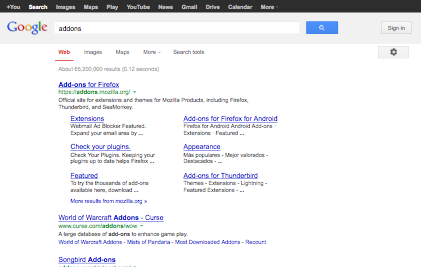 +You Search Images Maps Play YouTube News Gmail Drive Calendar More
Google addons Sign in
Web Images Maps More Search tools
About 65,200,000 results (0.12 seconds)
Add-ons for Firefox
https://addons.mozilla.org/
Official site for extensions and themes for Mozilla Products, including Firefox,
Thunderbird, and SeaMonkey.
Extensions
Webmail Ad Blocker Featured.
Expand your email area by ...
Add-ons for Firefox for Android
Firefox for Android Android Add-ons -
Extensions - Featured ...
Check your plugins.
Check Your Plugins. Keeping your
plugins up to date helps Firefox ...
Appearance
Más populares - Mejor valorados -
Destacados - ...
Featured
To try the thousands of add-ons
available here, download ...
Add-ons for Thunderbird
Themes - Extensions - Lightning -
Featured Extensions - ...
More results from mozilla.org »
World of Warcraft Addons - Curse
www.curse.com/addons/wow
A large database of add-ons to enhance game play.
World of Warcraft Addons - Mists of Pandaria - Most Downloaded Addons - Recount
Songbird Add-ons